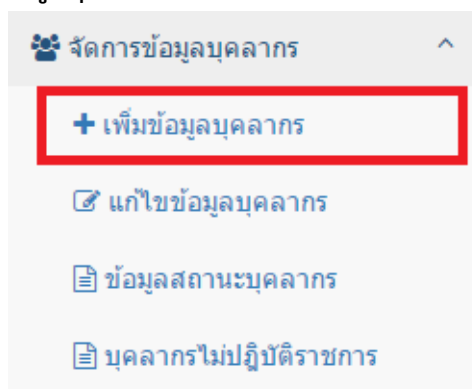 จัดการข้อมูลบุคลากร
เพิ่มข้อมูลบุคลากร
แก้ไขข้อมูลบุคลากร
ข้อมูลสถานะบุคลากร
บุคลากรไม่ปฏิบัติราชการ